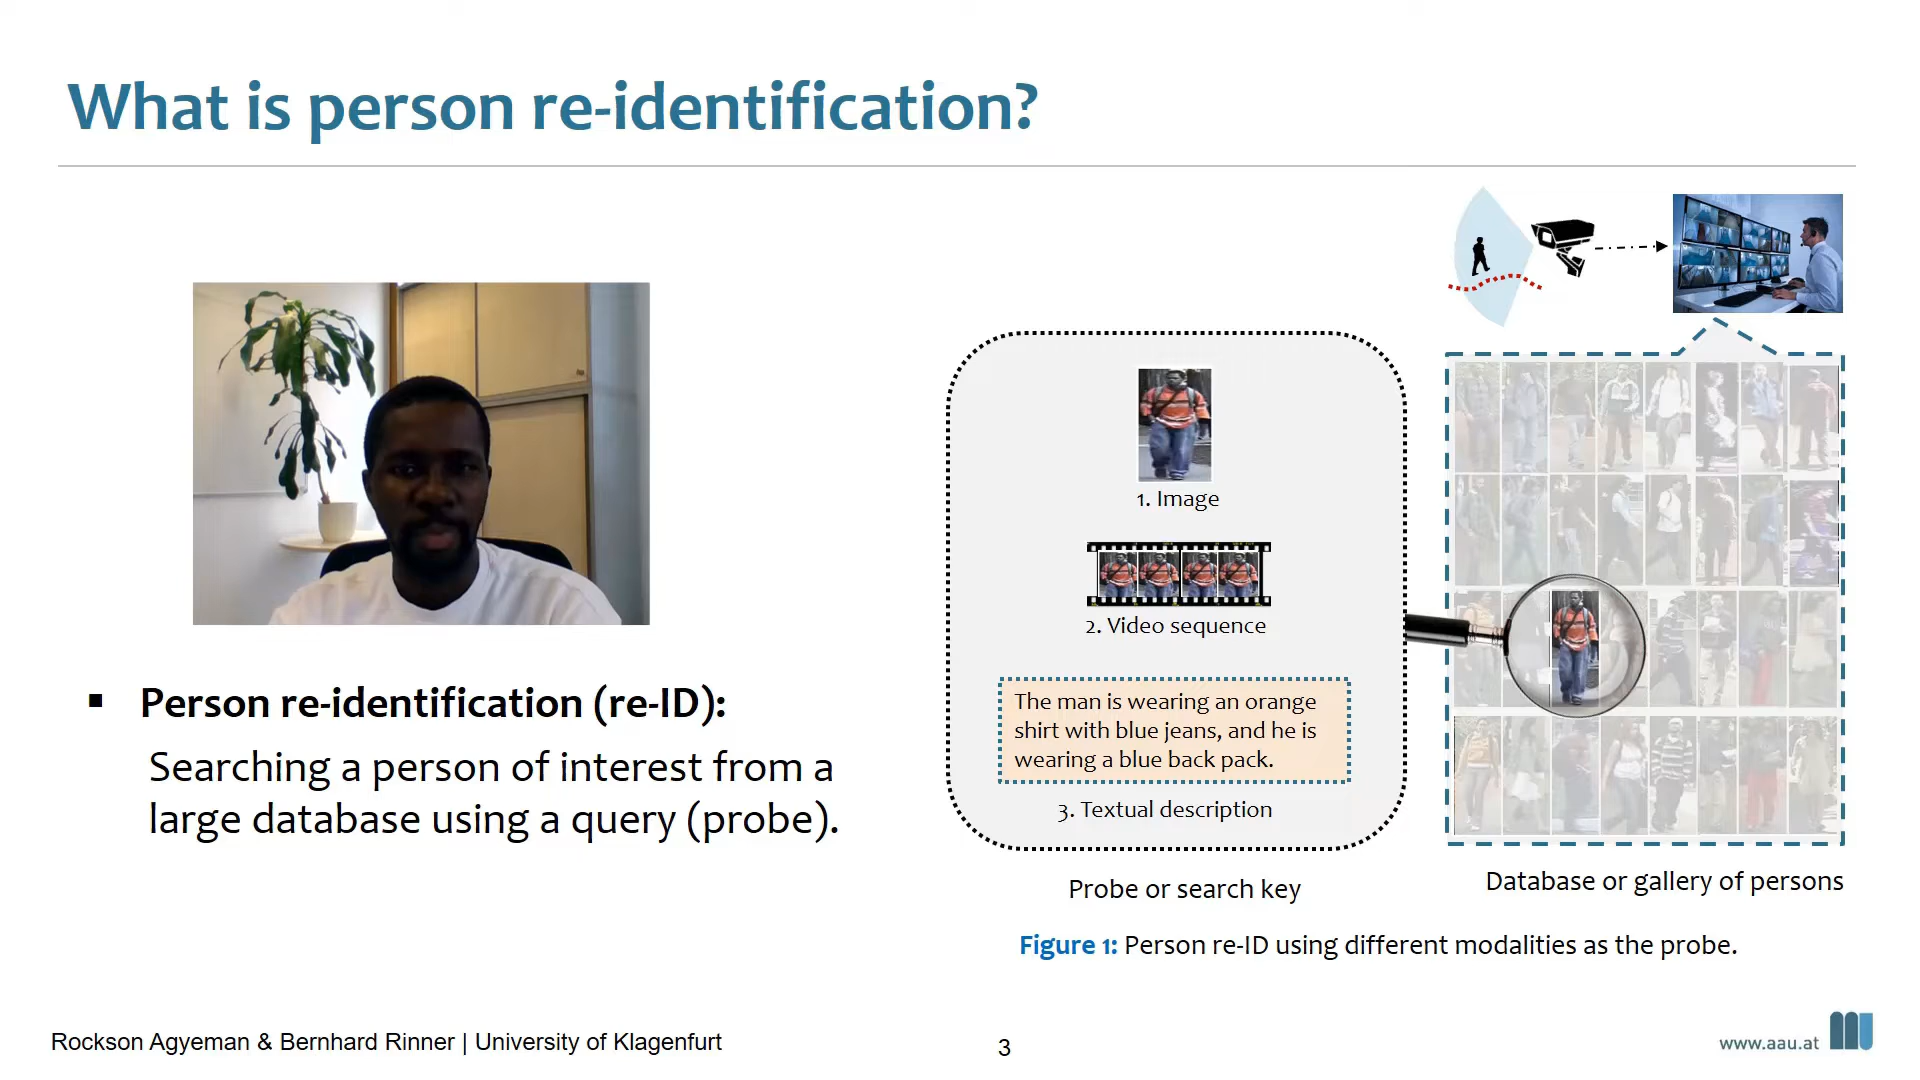 What is person re-identification?
▪ Person re-identification (re-ID):
Searching a person of interest from a
large database using a query (probe).
1. Image
2. Video sequence
The man is wearing an orange
shirt with blue jeans, and he is
wearing a blue back pack.
3. Textual description
Probe or search key
Database or gallery of persons
Figure 1: Person re-ID using different modalities as the probe.
Rockson Agyeman & Bernhard Rinner | University of Klagenfurt
3
www.aau.at